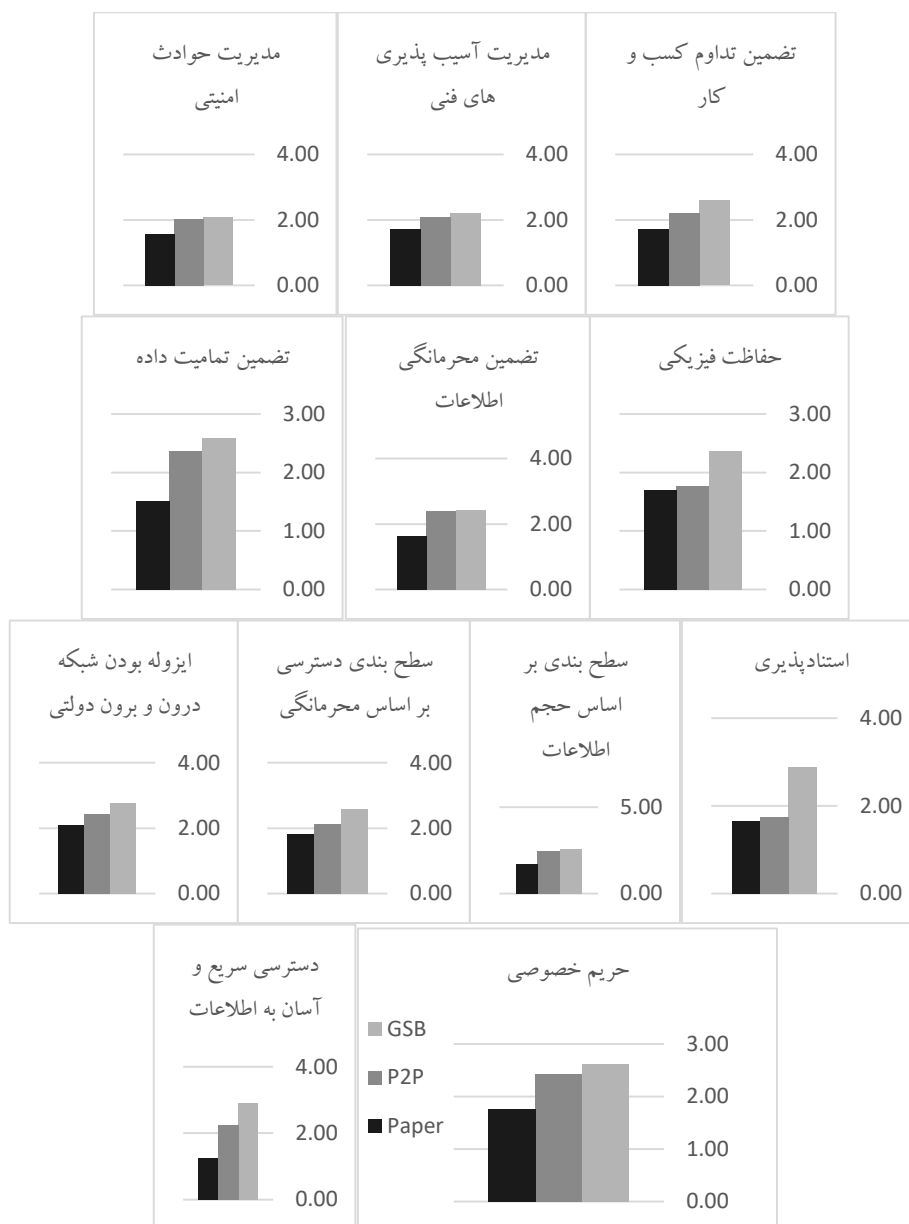 تضمین تداوم کسب و
کار
4.00
2.00
0.00
مدیریت آسیب پذیری
های فنی
4.00
2.00
0.00
مدیریت حوادث
امنیتی
4.00
2.00
0.00
حفاظت فیزیکی
3.00
2.00
1.00
0.00
تضمین محرمانگی
اطلاعات
4.00
2.00
0.00
تضمین تمامیت داده
3.00
2.00
1.00
0.00
استنادپذیری
4.00
2.00
0.00
سطح بندی بر
اساس حجم
اطلاعات
5.00
0.00
سطح بندی دسترسی
بر اساس محرمانگی
4.00
2.00
0.00
ایزوله بودن شبکه
درون و برون دولتی
4.00
2.00
0.00
حریم خصوصی
3.00
2.00
1.00
0.00
GSB
P2P
Paper
دسترسی سریع و
آسان به اطلاعات
4.00
2.00
0.00